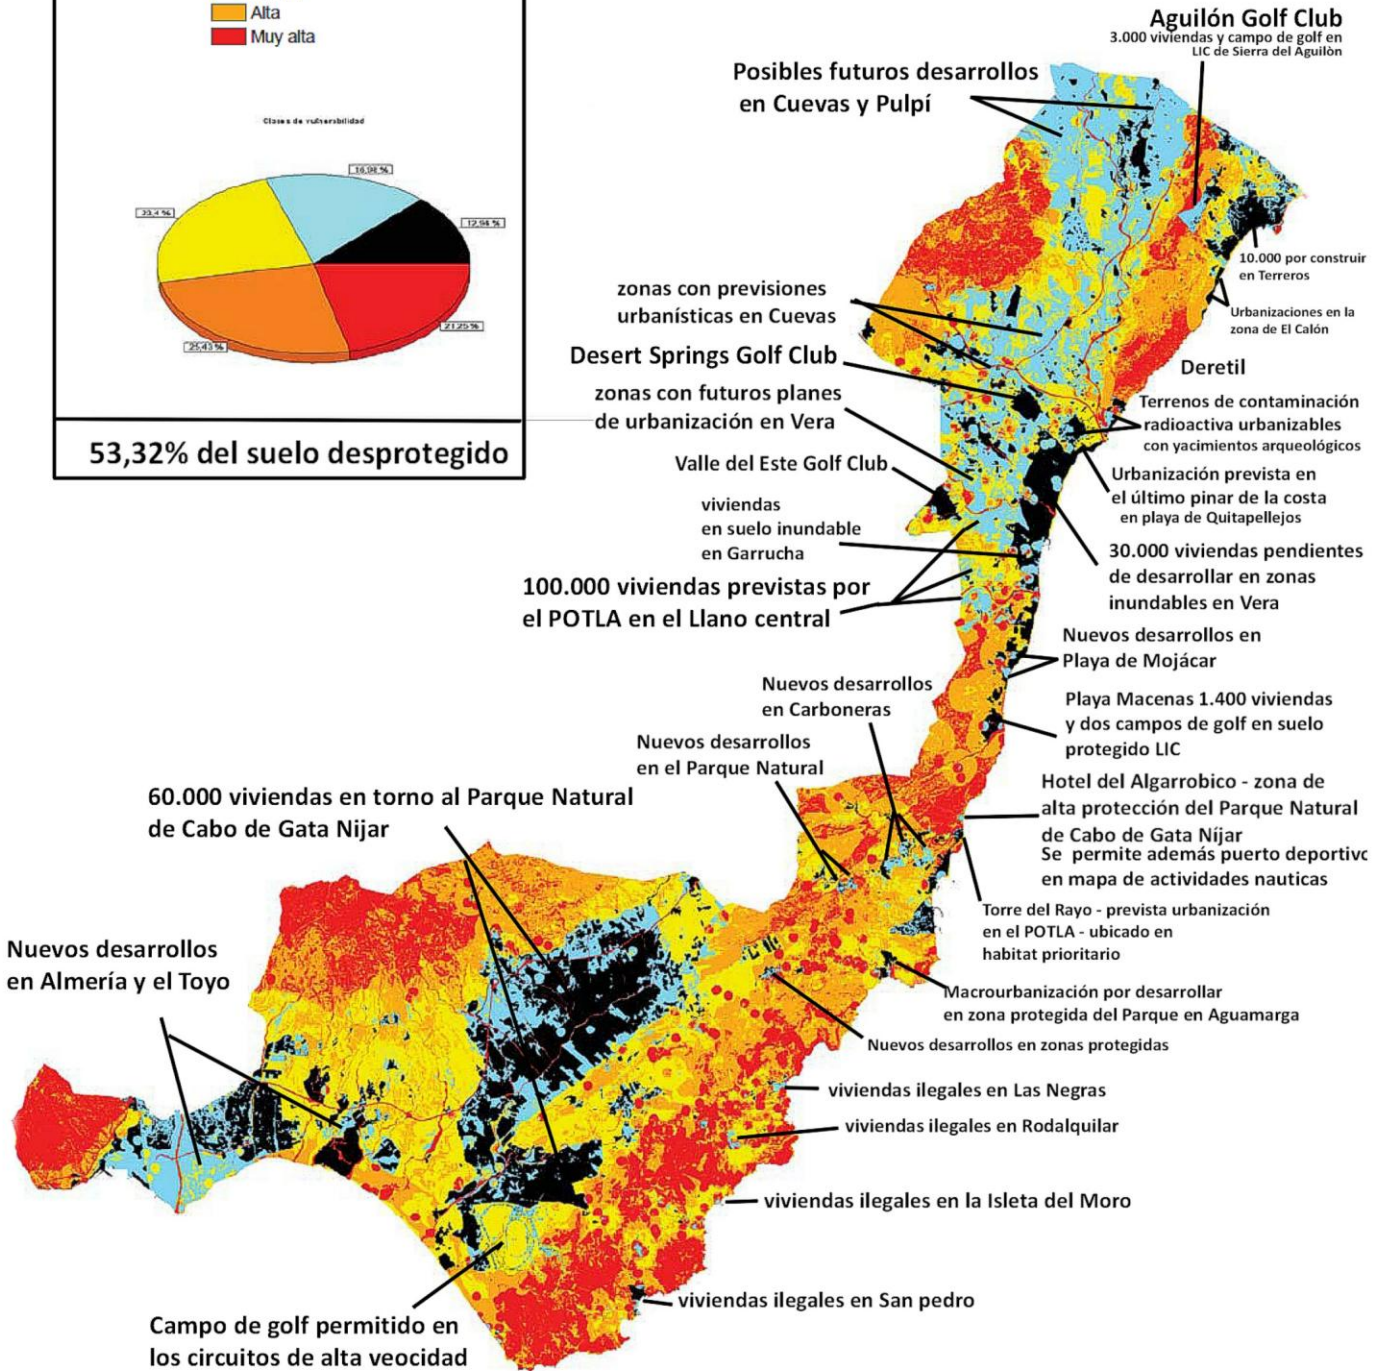 Alta
Muy alta
Clases de vulnerabilidad
16,98 %
12,94 %
25,43 %
21,25 %
53,32% del suelo desprotegido
Aguilón Golf Club
3.000 viviendas y campo de golf en
LIC de Sierra del Aguilòn
Posibles futuros desarrollos
en Cuevas y Pulpí
10.000 por construir
en Terreros
Urbanizaciones en la
zona de El Calón
zonas con previsiones
urbanísticas en Cuevas
Desert Springs Golf Club
Deretil
zonas con futuros planes
de urbanización en Vera
Terrenos de contaminación
radioactiva urbanizables
con yacimientos arqueológicos
Valle del Este Golf Club
Urbanización prevista en
el último pinar de la costa
en playa de Quitapellejos
viviendas
en suelo inundable
en Garrucha
30.000 viviendas pendientes
de desarrollar en zonas
inundables en Vera
100.000 viviendas previstas por
el POTLA en el Llano central
Nuevos desarrollos en
Playa de Mojácar
Nuevos desarrollos
en Carboneras
Playa Macenas 1.400 viviendas
y dos campos de golf en suelo
protegido LIC
Nuevos desarrollos
en el Parque Natural
Hotel del Algarrobico - zona de
alta protección del Parque Natural
de Cabo de Gata Níjar
Se permite además puerto deportivo
en mapa de actividades nauticas
60.000 viviendas en torno al Parque Natural
de Cabo de Gata Nijar
Torre del Rayo - prevista urbanización
en el POTLA - ubicado en
habitat prioritario
Nuevos desarrollos
en Almería y el Toyo
Macrourbanización por desarrollar
en zona protegida del Parque en Aguamarga
Nuevos desarrollos en zonas protegidas
viviendas ilegales en Las Negras
viviendas ilegales en Rodalquilar
viviendas ilegales en la Isleta del Moro
viviendas ilegales en San pedro
Campo de golf permitido en
los circuitos de alta veocidad